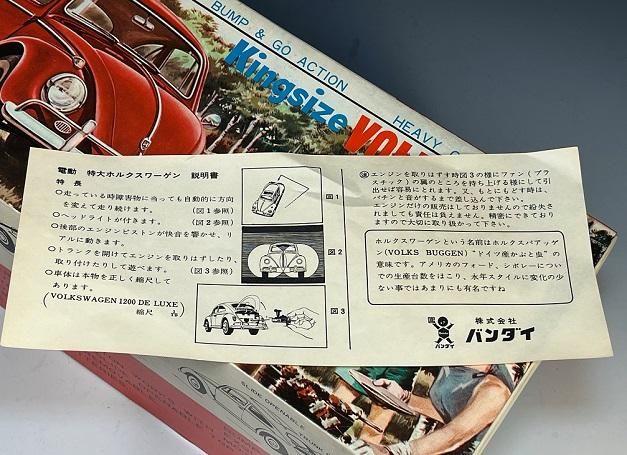 BUMP & GO ACTION
Kingsize
HEAVY
電動　特大ホルクスワーゲン　説明書
特　長
○走っている時障害物に当っても自動的に方向
を変えて走り続けます。　(図1参照)
○ヘッドライトが付きます。　(図2参照)
○後部のエンジンピストンが快音を響かせ、リ
アルに動きます。
○トランクを開けてエンジンを取りはずしたり、
取り付けたりして遊べます。　(図3参照)
○車体は本物を正しく縮尺して
あります。
(VOLKSWAGEN 1200 DE LUXE)
縮尺
図1
図2
図3
エンジンを取りはずす時図3の様にファン(プラ
スチック)の翼のところを持ち上げる様にして引
出せば容易にとれます。又、もとにもどす時は、
パチンと音がするまで差し込んで下さい。
エンジンだけの販売はしておりませんので紛失さ
れましても責任は負えません。精密にできており
ますので大切に取り扱かって下さい。
ホルクスワーゲンという名前はホルクスバアッゲ
ン(VOLKS BUGGEN)"ドイツ産かぶと虫"の
意味です。アメリカのフォード、シボレーについ
での生産台数をほこり、永年スタイルに変化の少
ない事ではあまりにも有名ですね
バンダイ
株式会社
バンダイ
SLIDE OPENABLE TRUNK